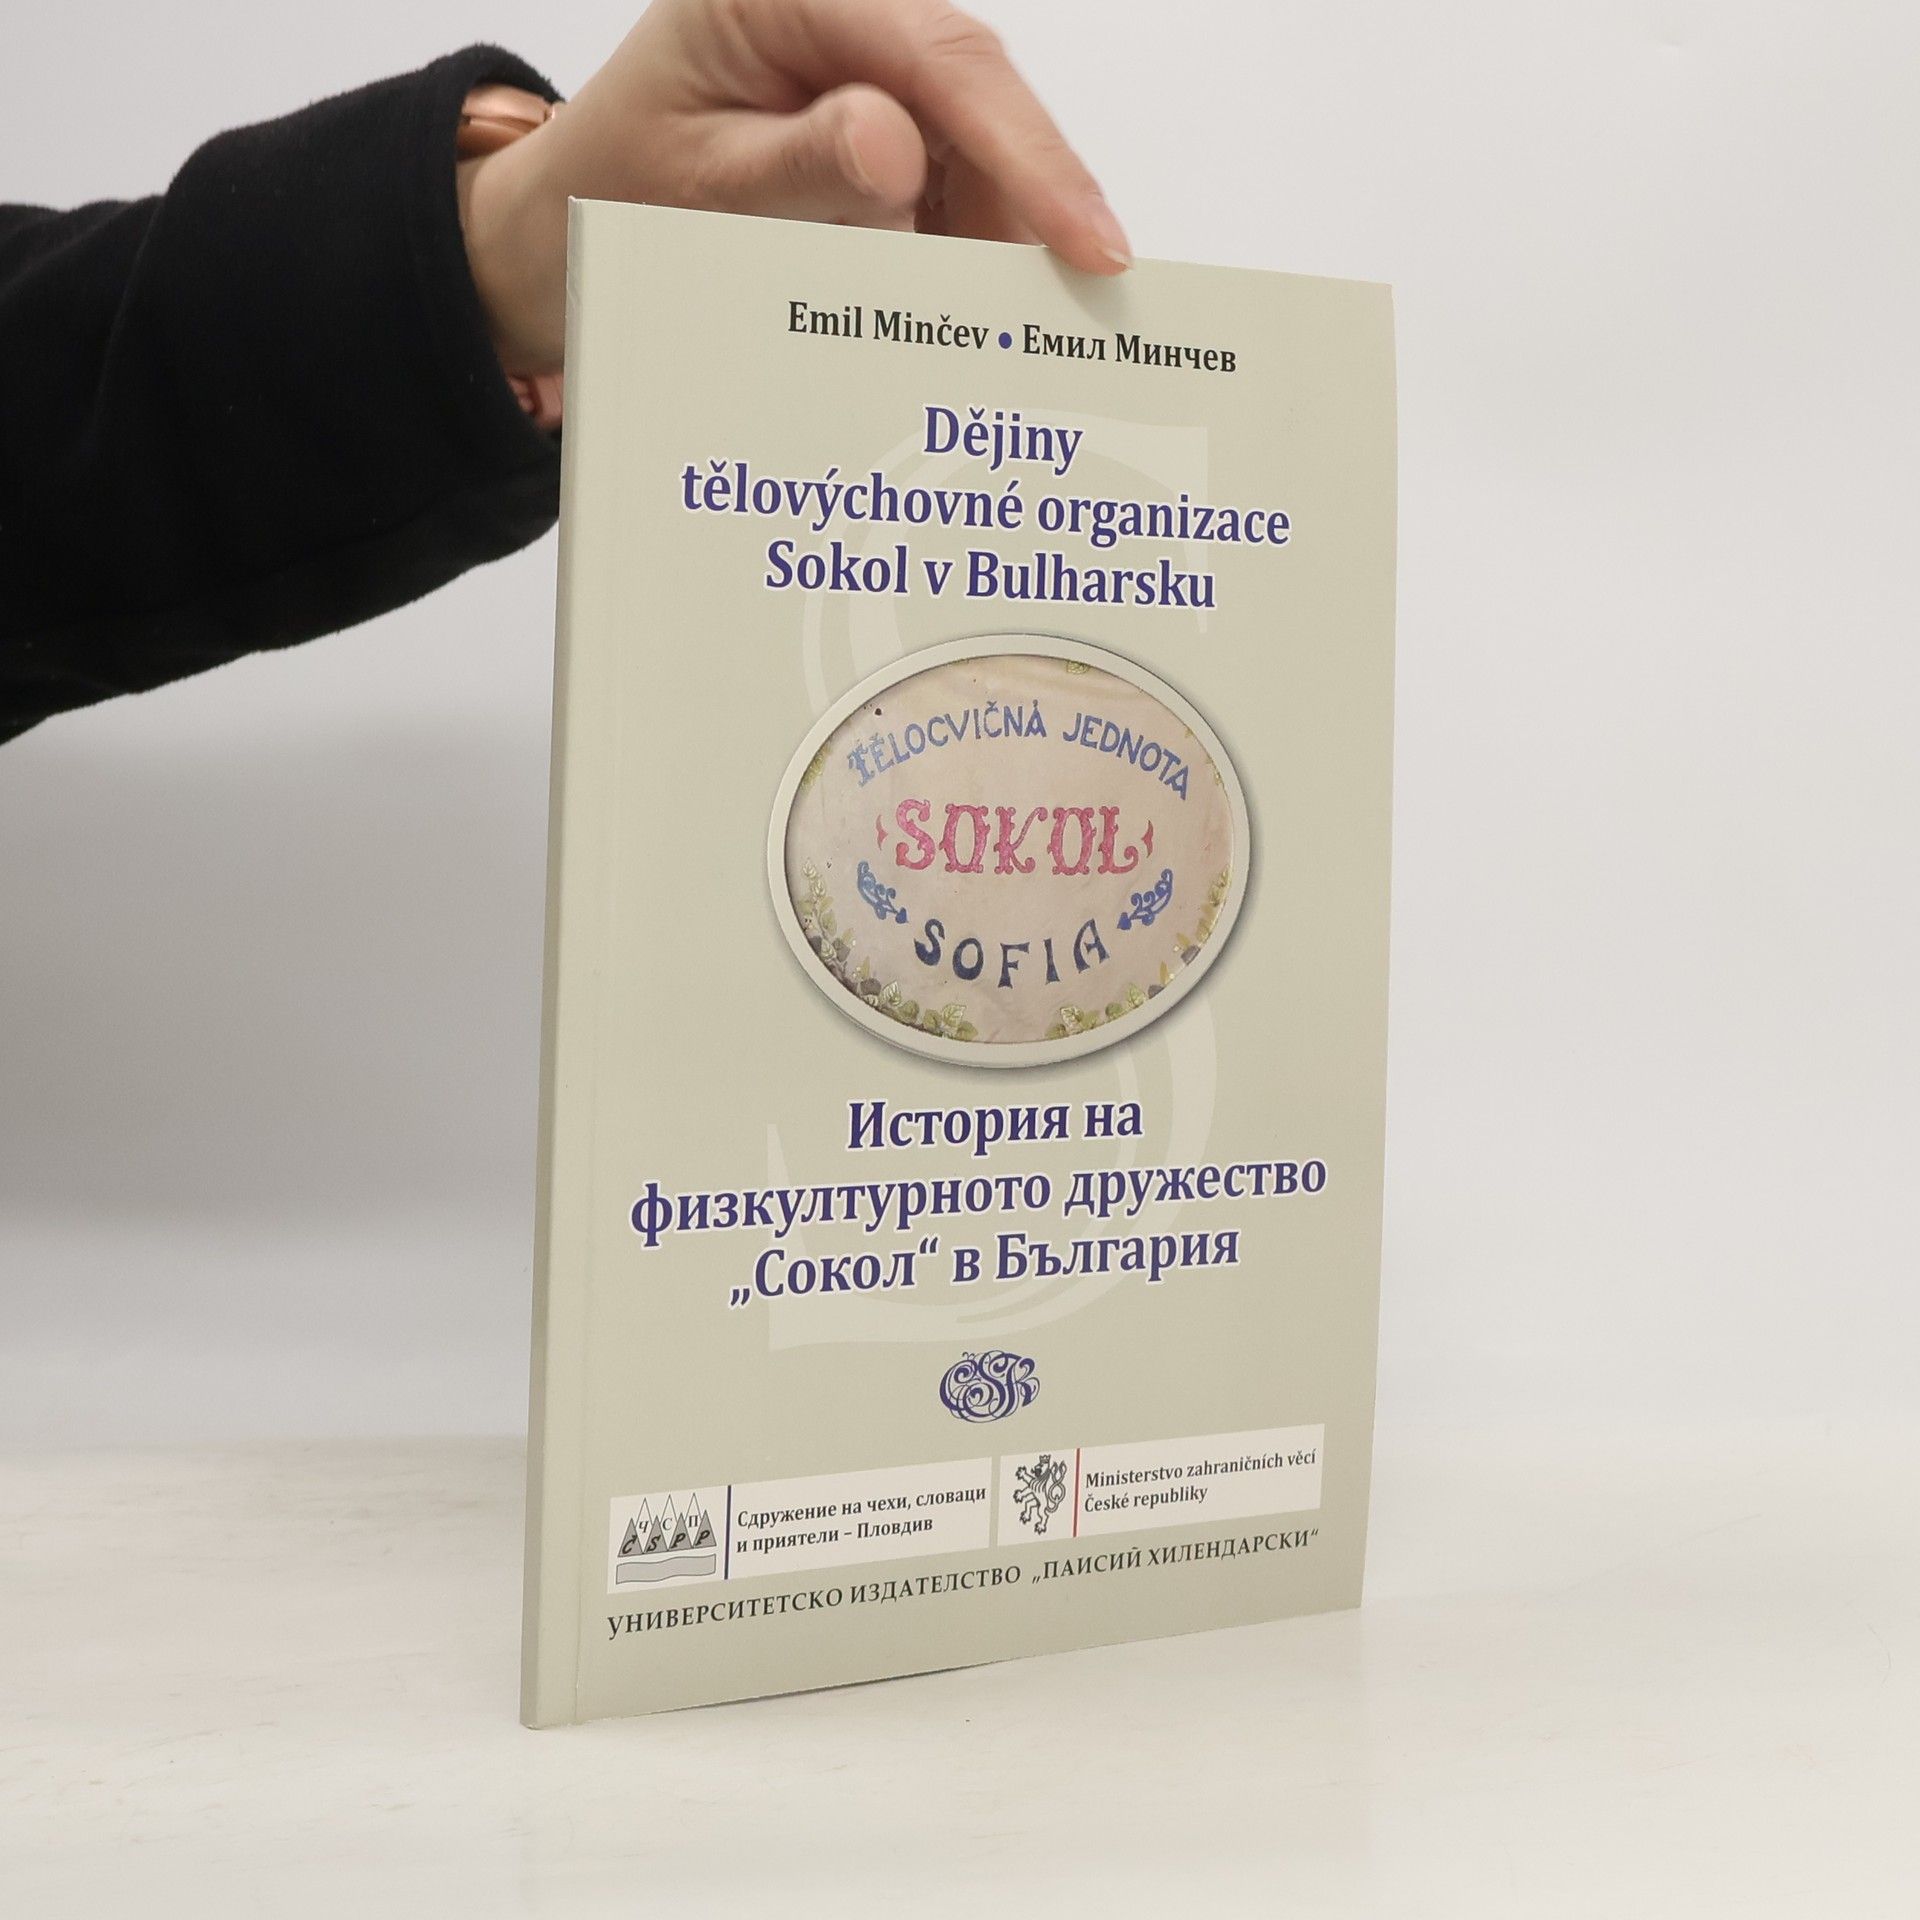 Emil Minčev • Емил Минчев
Dějiny
tělovýchovné organizace
Sokol v Bulharsku
TĚLOCVIČNÁ JEDNOTA
SOKOL
SOFIA
История на
физкултурното дружество
„Сокол“ в България
ČSK
Ч С П
Č S P P
Сдружение на чехи, словаци
и приятели – Пловдив
Ministerstvo zahraničních věcí
České republiky
УНИВЕРСИТЕТСКО ИЗДАТЕЛСТВО „ПАИСИЙ ХИЛЕНДАРСКИ“